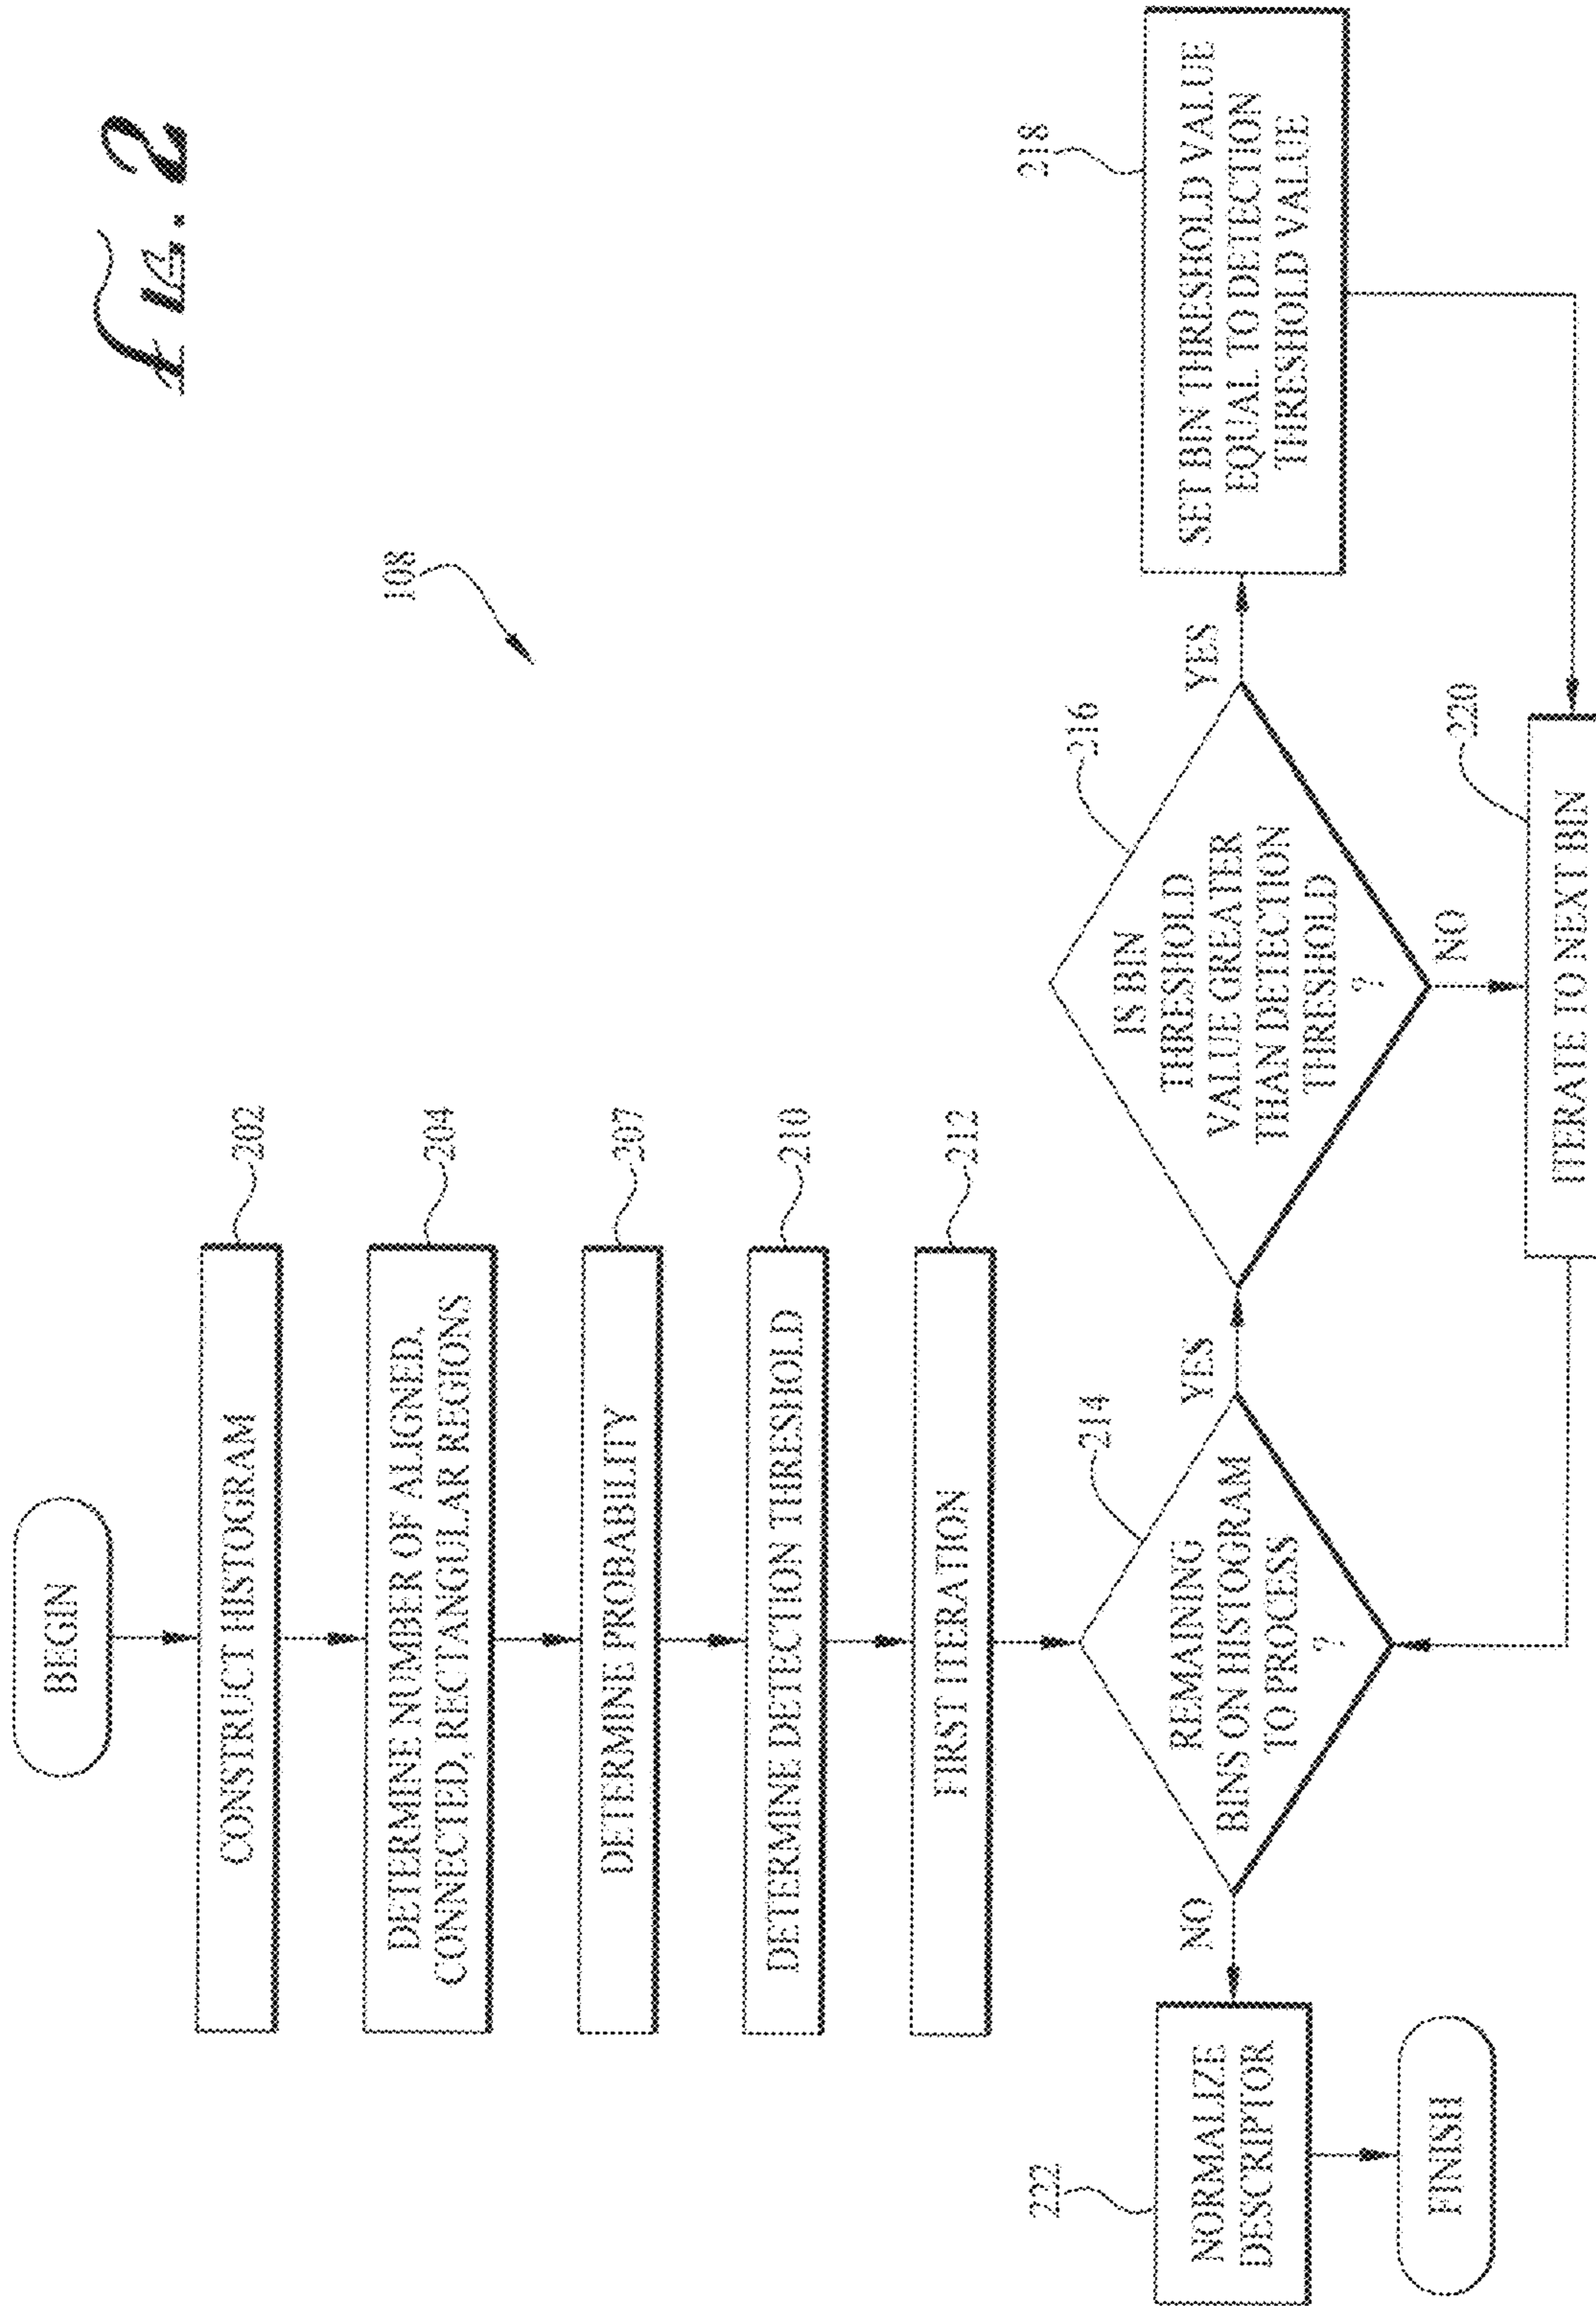 Fig. 2
108
BEGIN
CONSTRUCT HISTOGRAM
202
DETERMINE NUMBER OF ALIGNED,
CONNECTED, RECTANGULAR REGIONS
204
DETERMINE PROBABILITY
207
DETERMINE DETECTION THRESHOLD
210
FIRST ITERATION
212
REMAINING
BINS ON HISTOGRAM
TO PROCESS
?
214
NO
YES
IS BIN
THRESHOLD
VALUE GREATER
THAN DETECTION
THRESHOLD
?
216
YES
NO
SET BIN THRESHOLD VALUE
EQUAL TO DETECTION
THRESHOLD VALUE
218
ITERATE TO NEXT BIN
220
NORMALIZE
DESCRIPTOR
222
FINISH